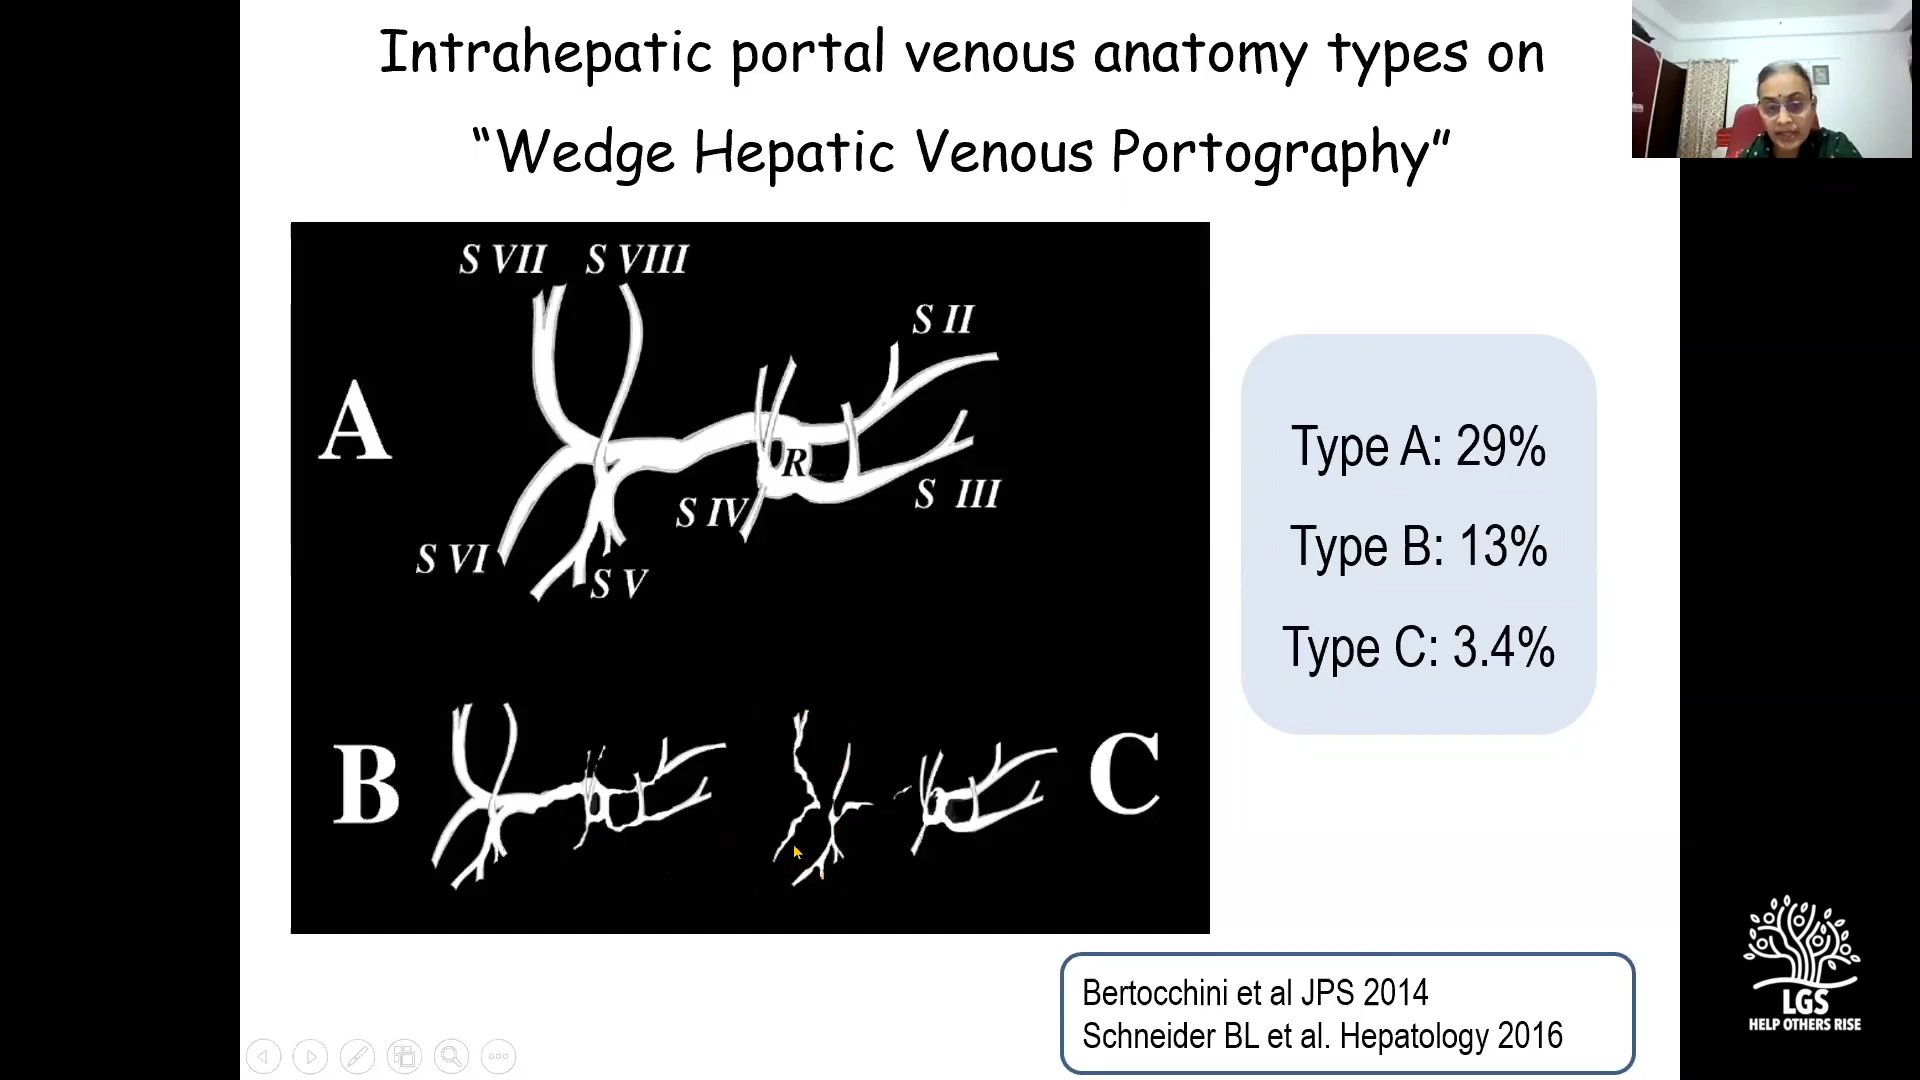 Intrahepatic portal venous anatomy types on
“Wedge Hepatic Venous Portography”
S VII S VIII
S II
A
R
S IV
S III
S VI
S V
B
C
Type A: 29%
Type B: 13%
Type C: 3.4%
Bertocchini et al JPS 2014
Schneider BL et al. Hepatology 2016
LGS
HELP OTHERS RISE